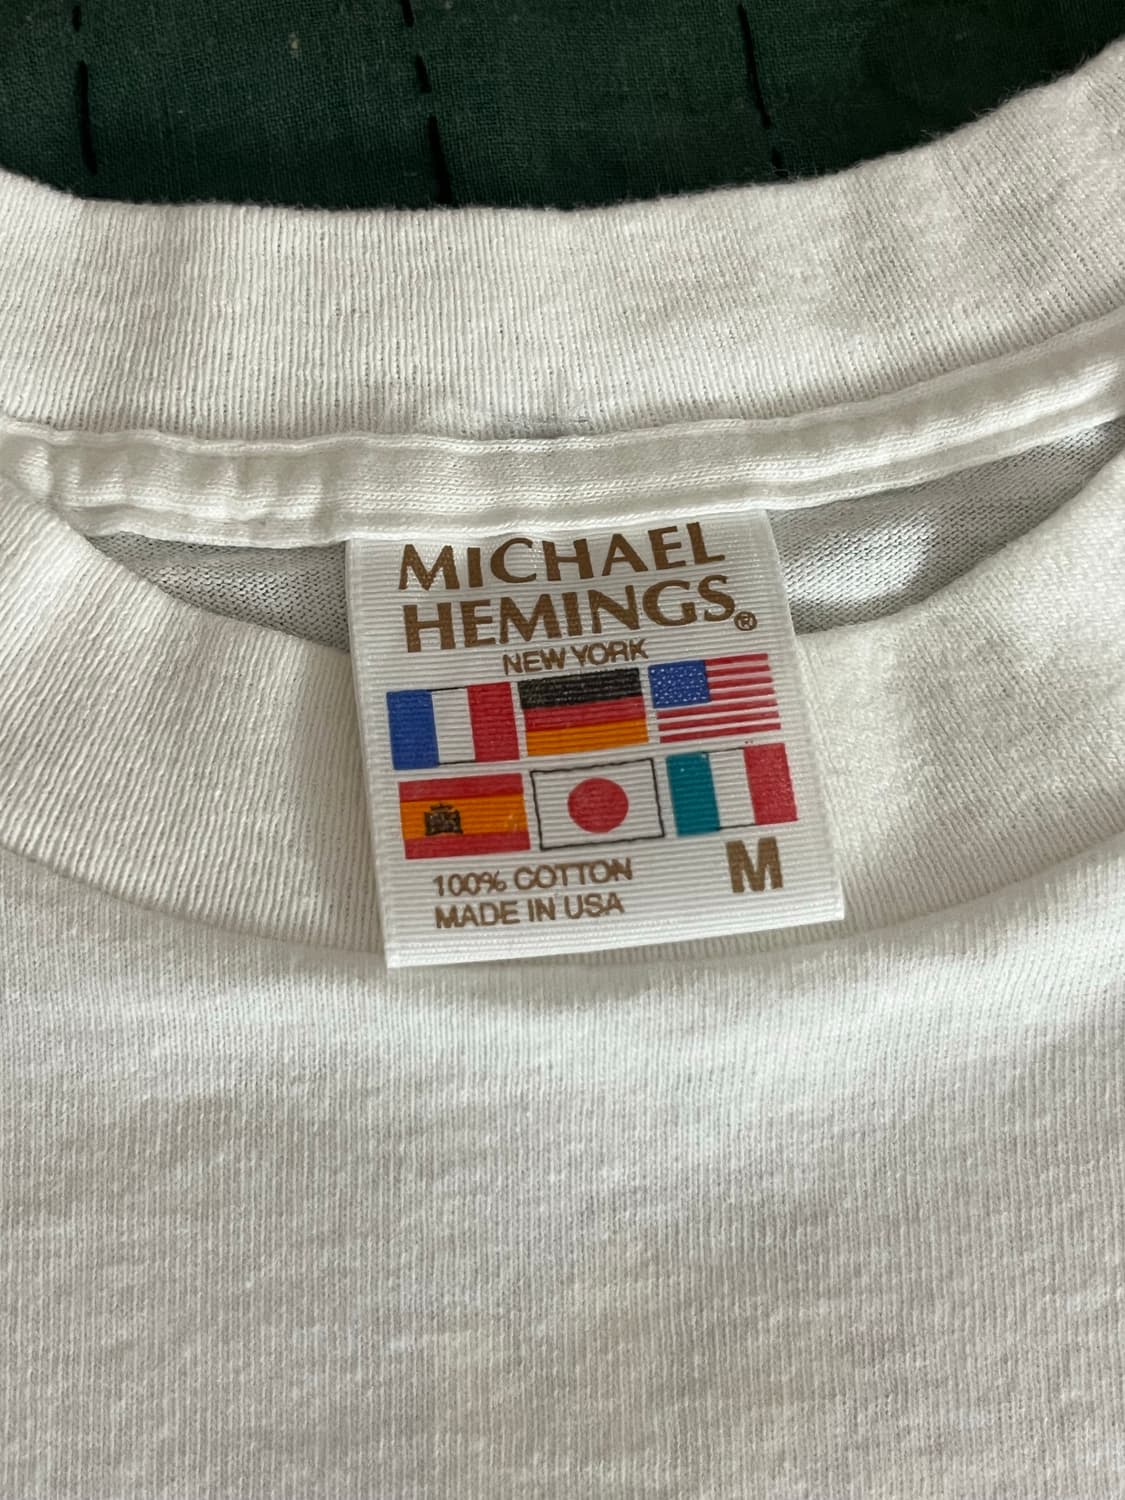 MICHAEL
HEMINGS®
NEW YORK
100% COTTON
MADE IN USA
M